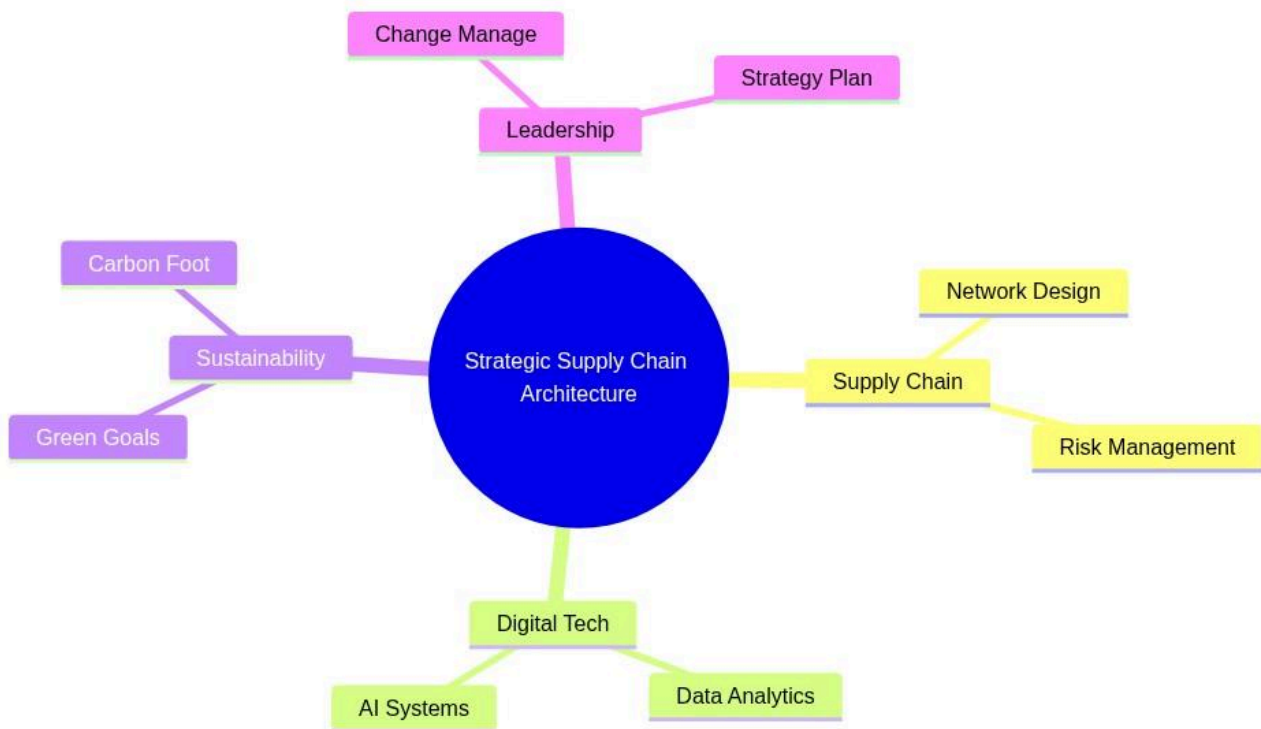 Change Manage
Strategy Plan
Leadership
Carbon Foot
Sustainability
Green Goals
Strategic Supply Chain
Architecture
Network Design
Supply Chain
Risk Management
Digital Tech
AI Systems
Data Analytics